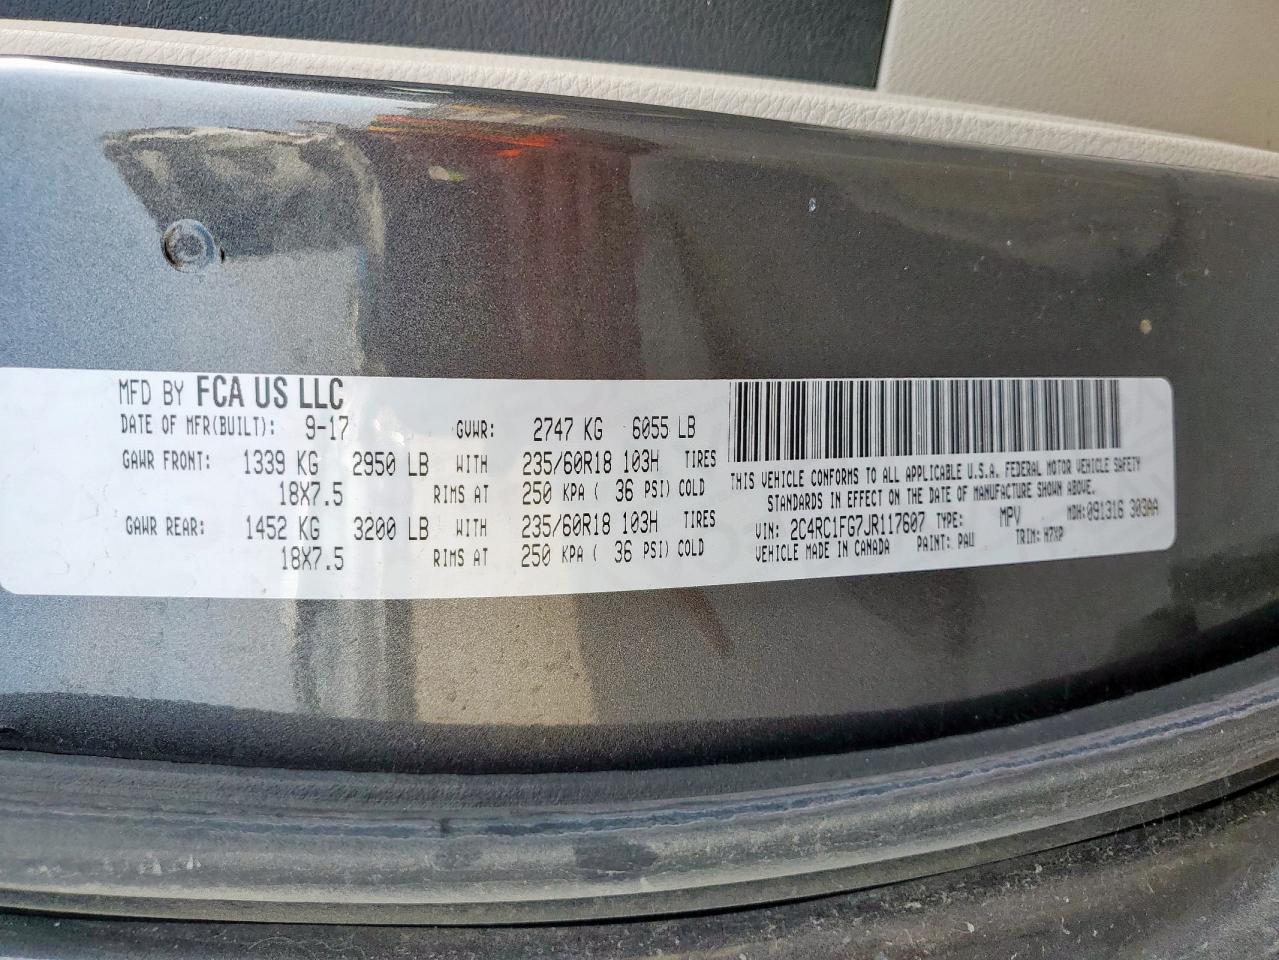 MFD BY FCA US LLC
DATE OF MFR(BUILT): 9-17 GVWR: 2747 KG 6055 LB
GAWR FRONT: 1339 KG 2950 LB WITH 235/60R18 103H TIRES
18X7.5 RIMS AT 250 KPA ( 36 PSI) COLD
GAWR REAR: 1452 KG 3200 LB WITH 235/60R18 103H TIRES
18X7.5 RIMS AT 250 KPA ( 36 PSI) COLD
THIS VEHICLE CONFORMS TO ALL APPLICABLE U.S.A. FEDERAL MOTOR VEHICLE SAFETY
STANDARDS IN EFFECT ON THE DATE OF MANUFACTURE SHOWN ABOVE.
VIN: 2C4RC1FG7JR117607 TYPE: MPV MDH:091316 303AA
VEHICLE MADE IN CANADA PAINT: PAU TRIM: H7XP